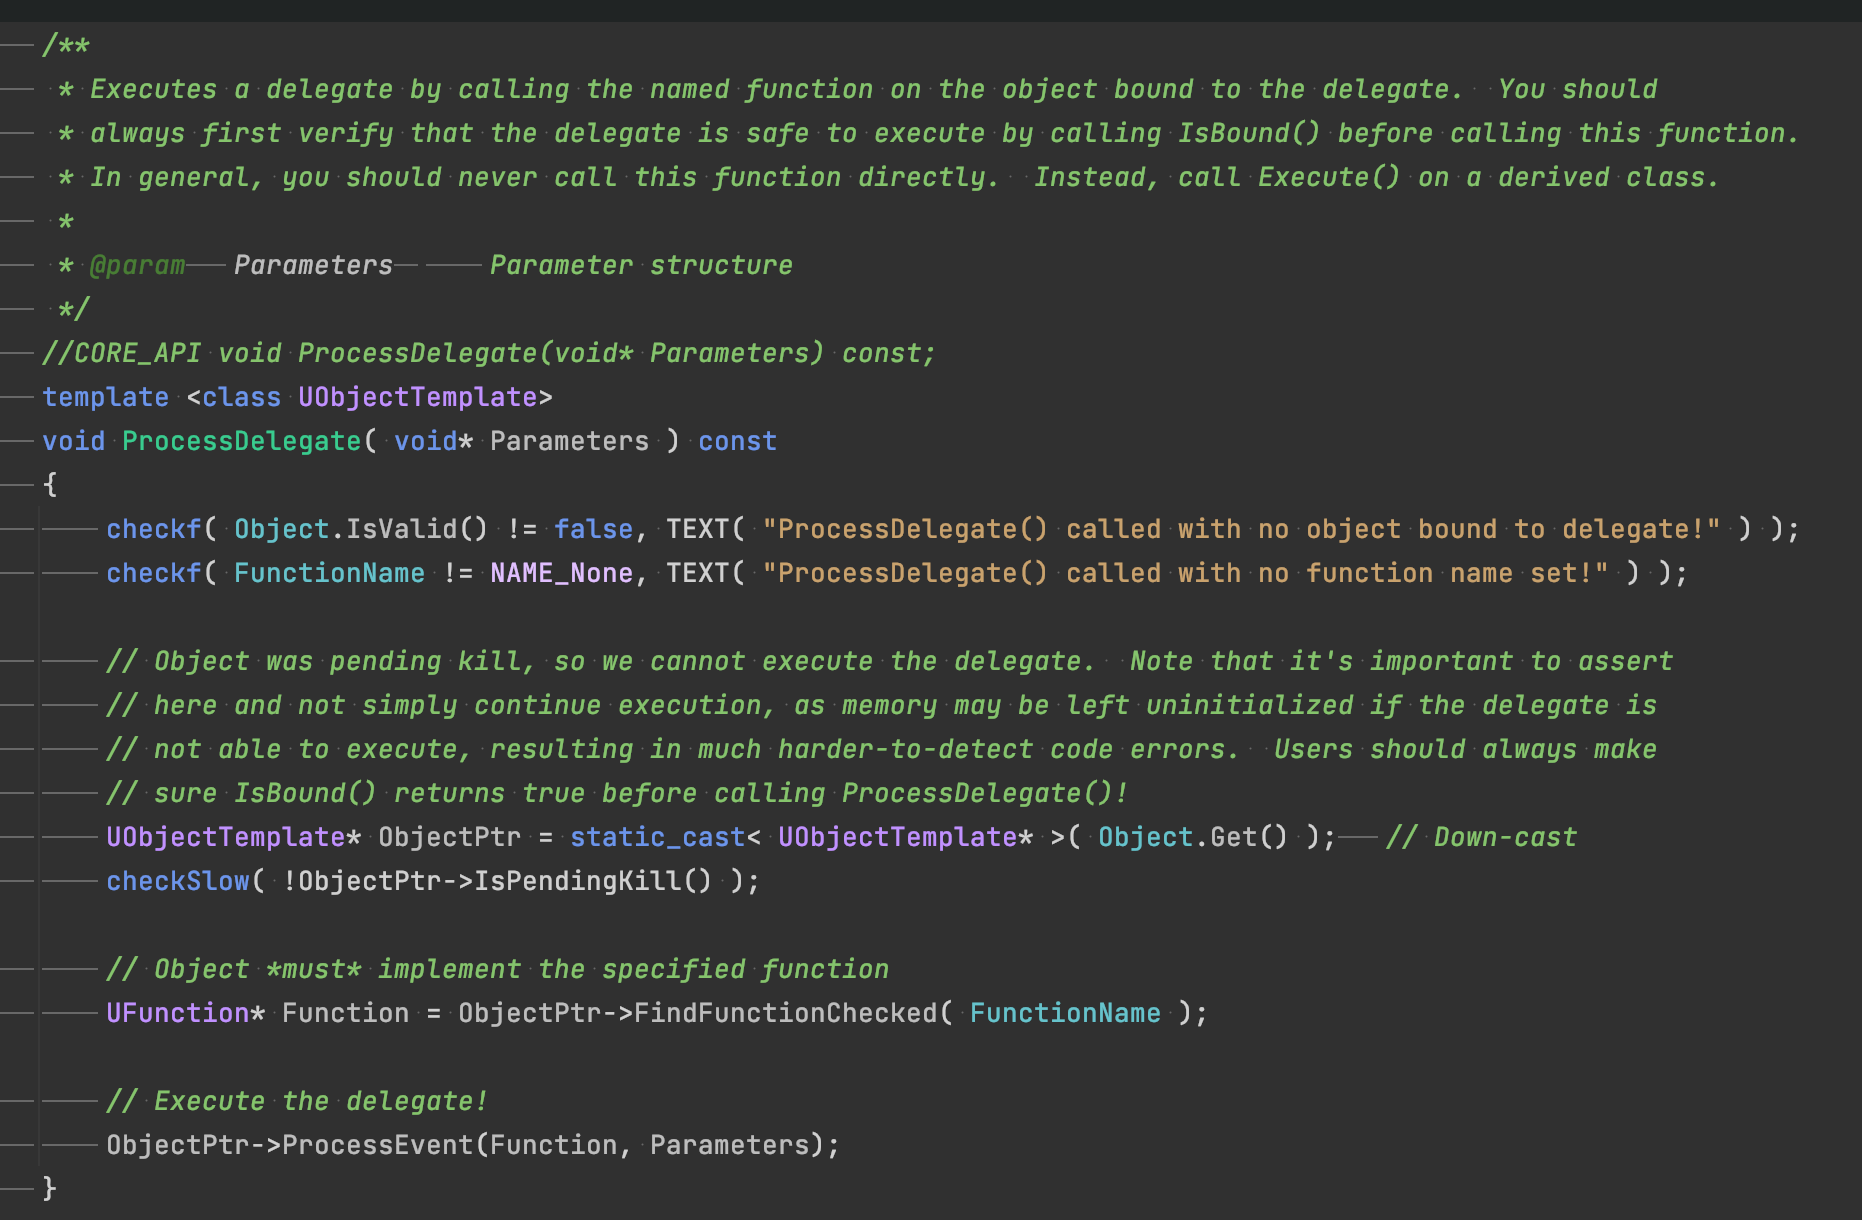 /**
 * Executes a delegate by calling the named function on the object bound to the delegate.  You should
 * always first verify that the delegate is safe to execute by calling IsBound() before calling this function.
 * In general, you should never call this function directly.  Instead, call Execute() on a derived class.
 *
 * @param	Parameters		Parameter structure
 */
//CORE_API void ProcessDelegate(void* Parameters) const;
template <class UObjectTemplate>
void ProcessDelegate( void* Parameters ) const
{
	checkf( Object.IsValid() != false, TEXT( "ProcessDelegate() called with no object bound to delegate!" ) );
	checkf( FunctionName != NAME_None, TEXT( "ProcessDelegate() called with no function name set!" ) );

	// Object was pending kill, so we cannot execute the delegate.  Note that it's important to assert
	// here and not simply continue execution, as memory may be left uninitialized if the delegate is
	// not able to execute, resulting in much harder-to-detect code errors.  Users should always make
	// sure IsBound() returns true before calling ProcessDelegate()!
	UObjectTemplate* ObjectPtr = static_cast< UObjectTemplate* >( Object.Get() );	// Down-cast
	checkSlow( !ObjectPtr->IsPendingKill() );

	// Object *must* implement the specified function
	UFunction* Function = ObjectPtr->FindFunctionChecked( FunctionName );

	// Execute the delegate!
	ObjectPtr->ProcessEvent(Function, Parameters);
}